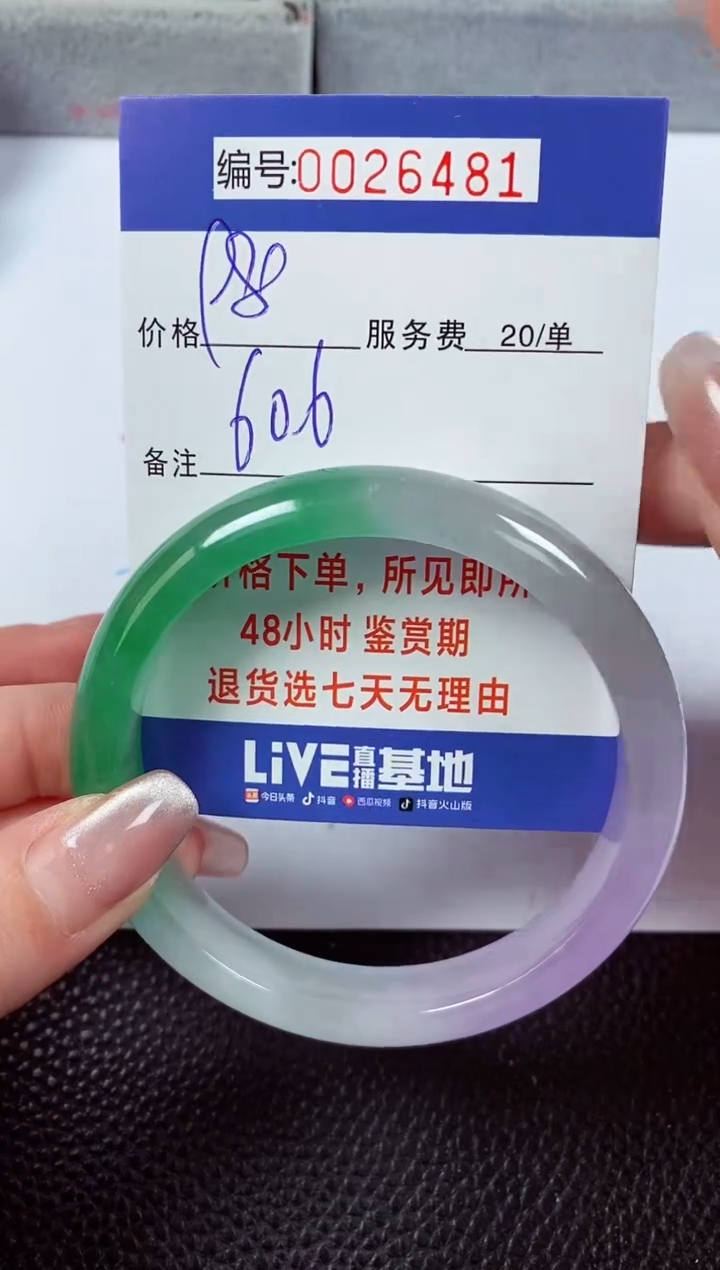 编号:0026481
价格 服务费 20/单
606
备注
价格下单，所见即所
48小时 鉴赏期
退货选七天无理由
LiVE直播基地
今日头条 抖音 西瓜视频 抖音火山版